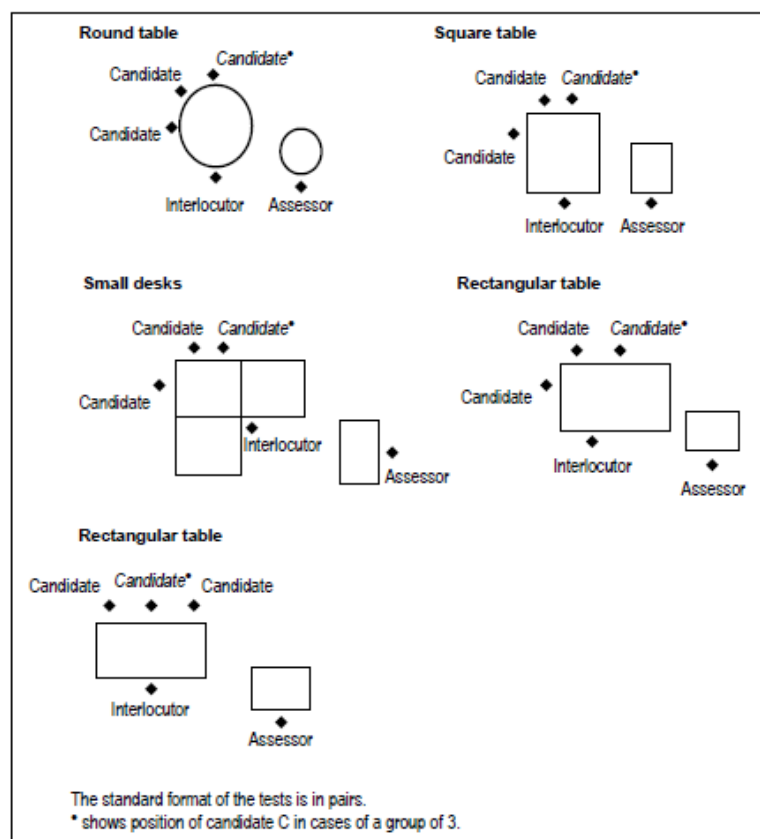 Round table
Candidate*
Candidate
Candidate
Interlocutor
Assessor
Square table
Candidate
Candidate*
Candidate
Interlocutor
Assessor
Small desks
Candidate
Candidate*
Candidate
Interlocutor
Assessor
Rectangular table
Candidate
Candidate*
Candidate
Interlocutor
Assessor
Rectangular table
Candidate
Candidate*
Candidate
Interlocutor
Assessor
The standard format of the tests is in pairs.
* shows position of candidate C in cases of a group of 3.